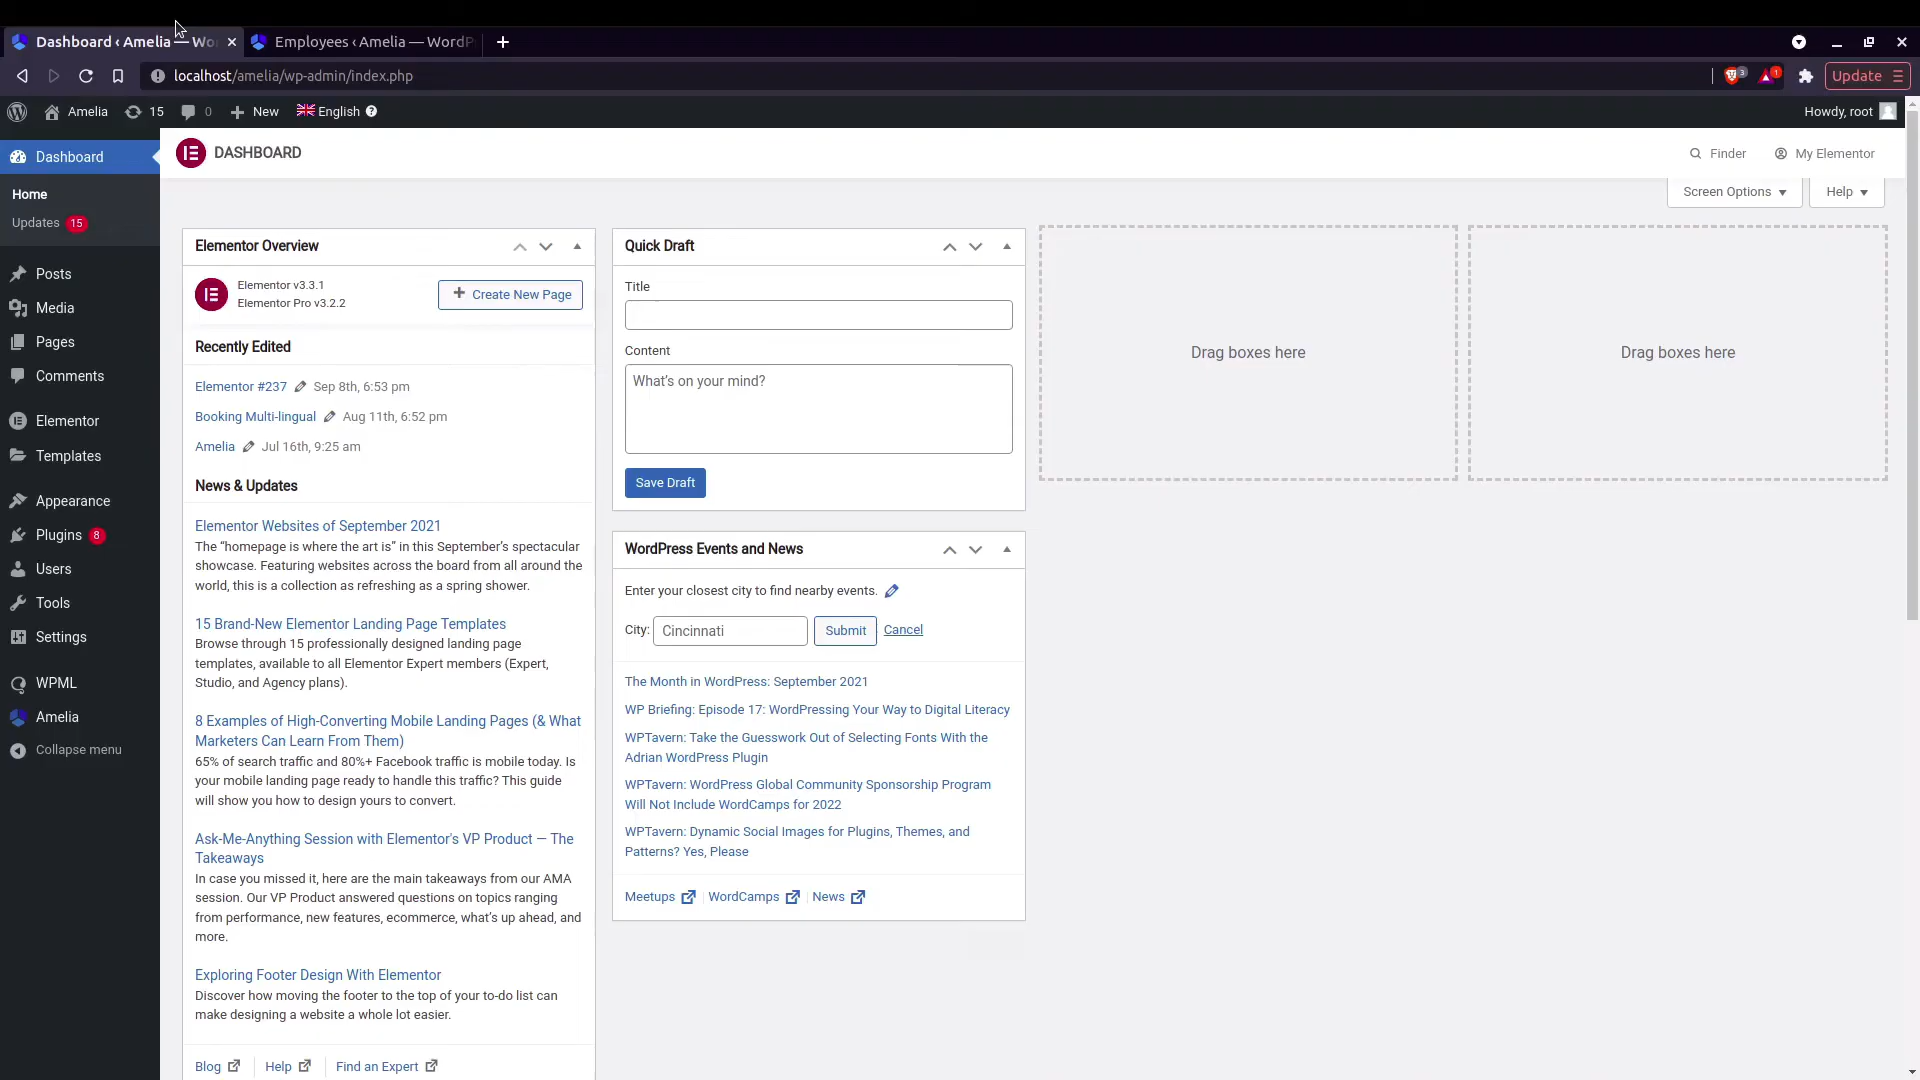 Dashboard ‹ Amelia — Wor
Employees ‹ Amelia — WordP
localhost/amelia/wp-admin/index.php
3
1
Update
Amelia
15
0
New
English
Howdy, root
Dashboard
Home
Updates 15
Posts
Media
Pages
Comments
Elementor
Templates
Appearance
Plugins 8
Users
Tools
Settings
WPML
Amelia
Collapse menu
DASHBOARD
Finder
My Elementor
Screen Options
Help
Elementor Overview
Elementor v3.3.1
Elementor Pro v3.2.2
Create New Page
Recently Edited
Elementor #237 Sep 8th, 6:53 pm
Booking Multi-lingual Aug 11th, 6:52 pm
Amelia Jul 16th, 9:25 am
News & Updates
Elementor Websites of September 2021
The “homepage is where the art is” in this September’s spectacular
showcase. Featuring websites across the board from all around the
world, this is a collection as refreshing as a spring shower.
15 Brand-New Elementor Landing Page Templates
Browse through 15 professionally designed landing page
templates, available to all Elementor Expert members (Expert,
Studio, and Agency plans).
8 Examples of High-Converting Mobile Landing Pages (& What
Marketers Can Learn From Them)
65% of search traffic and 80%+ Facebook traffic is mobile today. Is
your mobile landing page ready to handle this traffic? This guide
will show you how to design yours to convert.
Ask-Me-Anything Session with Elementor's VP Product — The
Takeaways
In case you missed it, here are the main takeaways from our AMA
session. Our VP Product answered questions on topics ranging
from performance, new features, ecommerce, what’s up ahead, and
more.
Exploring Footer Design With Elementor
Discover how moving the footer to the top of your to-do list can
make designing a website a whole lot easier.
Blog
Help
Find an Expert
Quick Draft
Title
Content
What’s on your mind?
Save Draft
WordPress Events and News
Enter your closest city to find nearby events.
City: Cincinnati Submit Cancel
The Month in WordPress: September 2021
WP Briefing: Episode 17: WordPressing Your Way to Digital Literacy
WPTavern: Take the Guesswork Out of Selecting Fonts With the
Adrian WordPress Plugin
WPTavern: WordPress Global Community Sponsorship Program
Will Not Include WordCamps for 2022
WPTavern: Dynamic Social Images for Plugins, Themes, and
Patterns? Yes, Please
Meetups
WordCamps
News
Drag boxes here
Drag boxes here